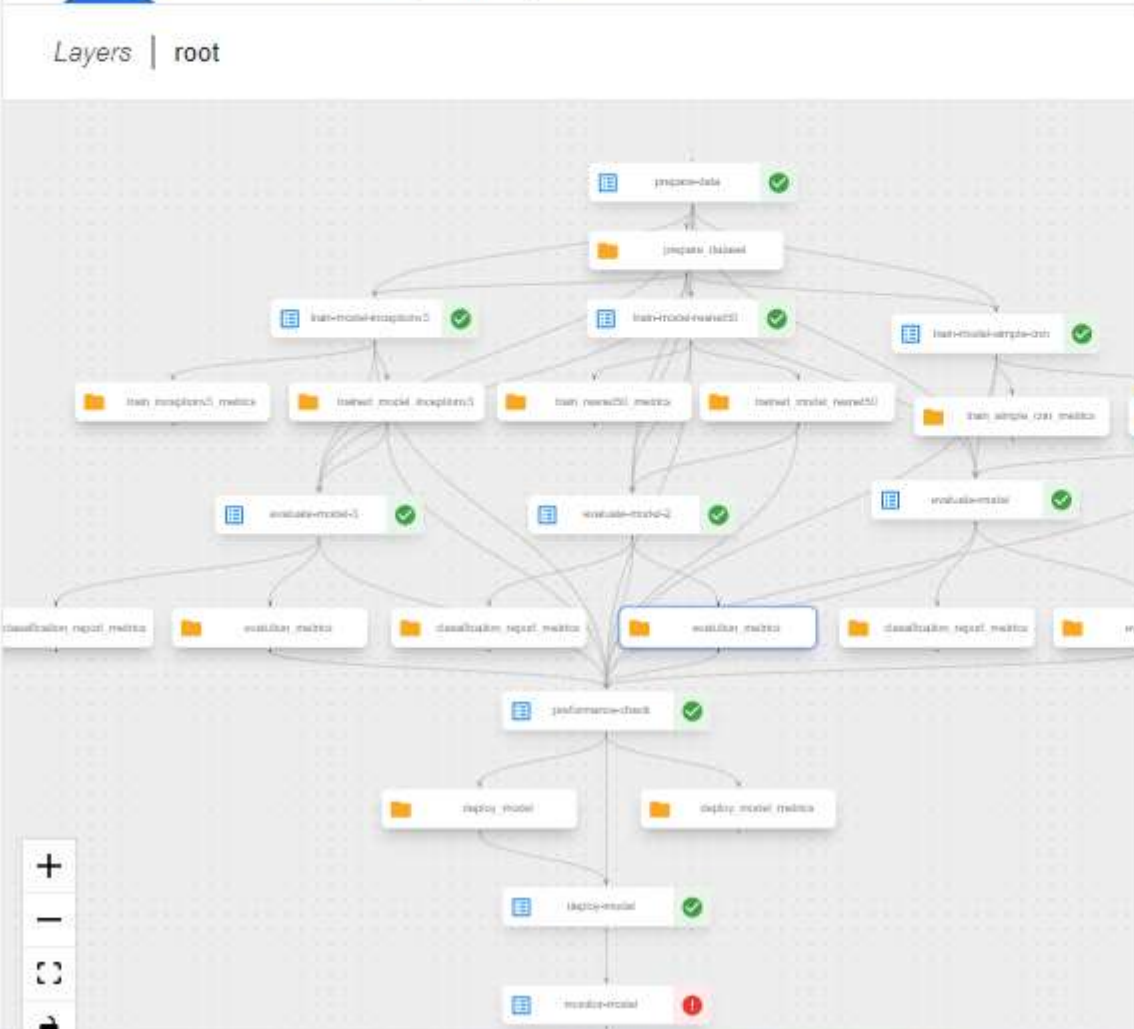 Layers | root
prepare-data
prepare_dataset
train-model-inceptionv3
train-model-resnet50
train-model-simple-cnn
train_inceptionv3_metrics
trained_model_inceptionv3
train_resnet50_metrics
trained_model_resnet50
train_simple_cnn_metrics
evaluate-model-3
evaluate-model-2
evaluate-model
classification_report_metrics
evalution_metrics
classification_report_metrics
evalution_metrics
classification_report_metrics
performance-check
deploy_model
deploy_model_metrics
deploy-model
monitor-model